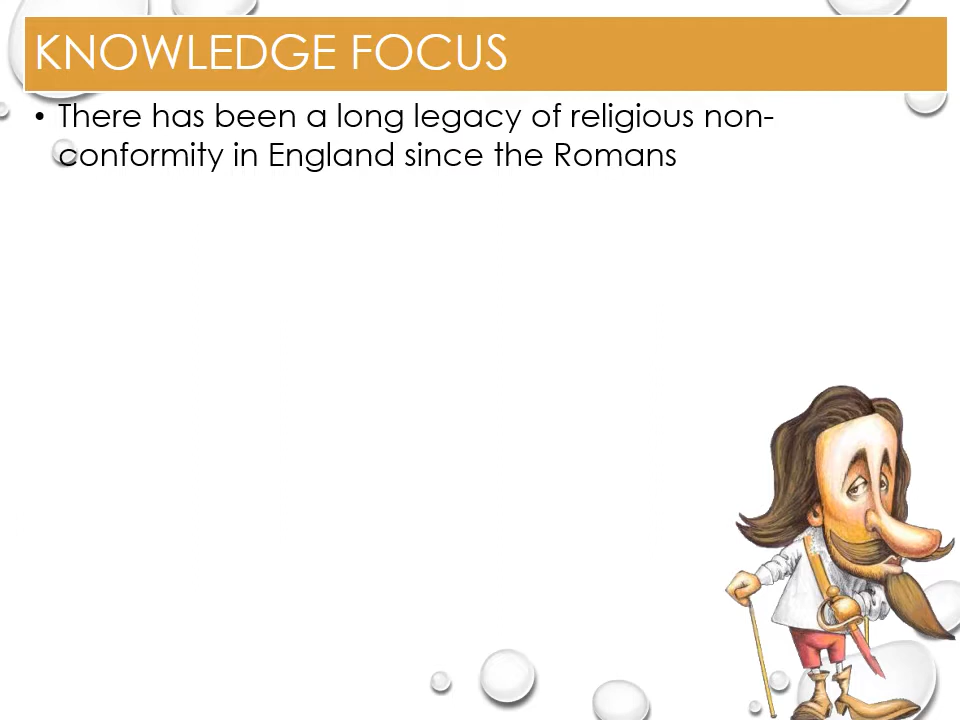 KNOWLEDGE FOCUS
• There has been a long legacy of religious non-
conformity in England since the Romans